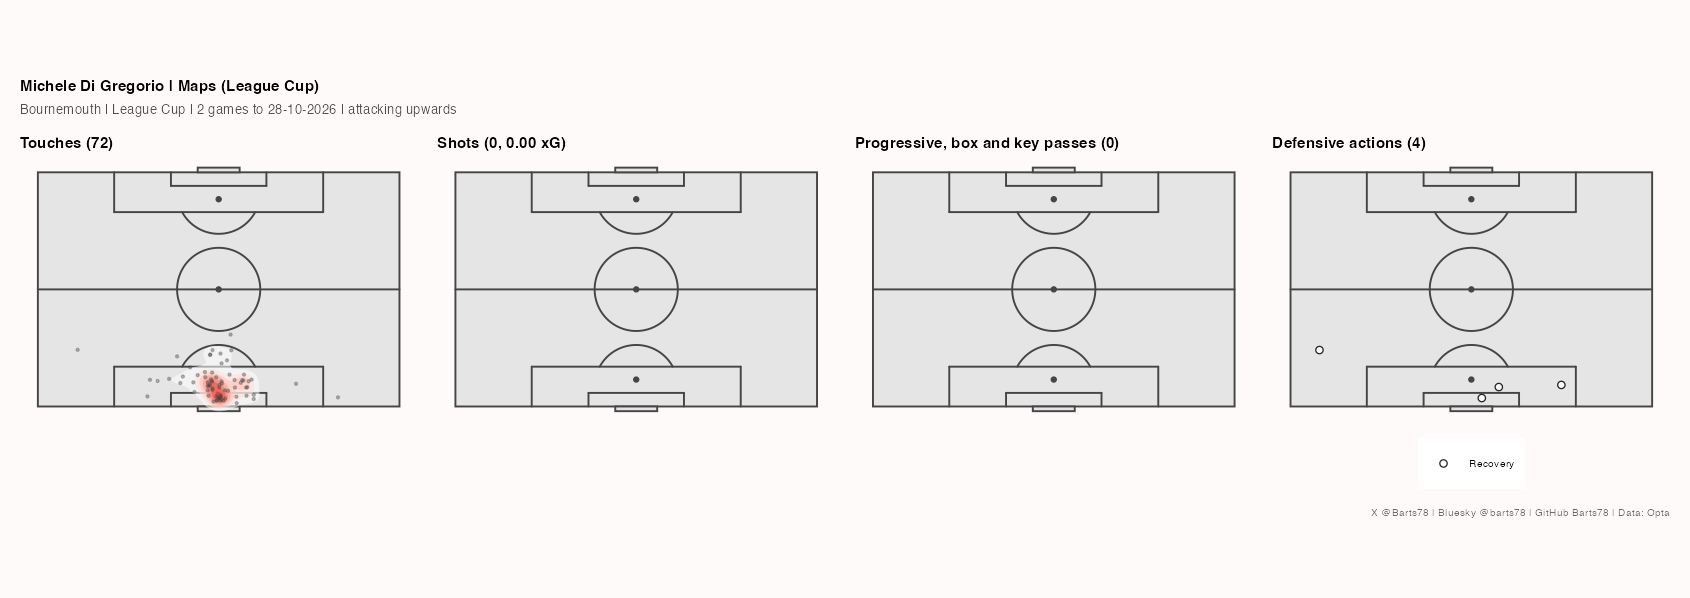 Michele Di Gregorio | Maps (League Cup)
Bournemouth | League Cup | 2 games to 28-10-2026 | attacking upwards
Touches (72)
Shots (0, 0.00 xG)
Progressive, box and key passes (0)
Defensive actions (4)
Recovery
X @Barts78 | Bluesky @barts78 | GitHub Barts78 | Data: Opta